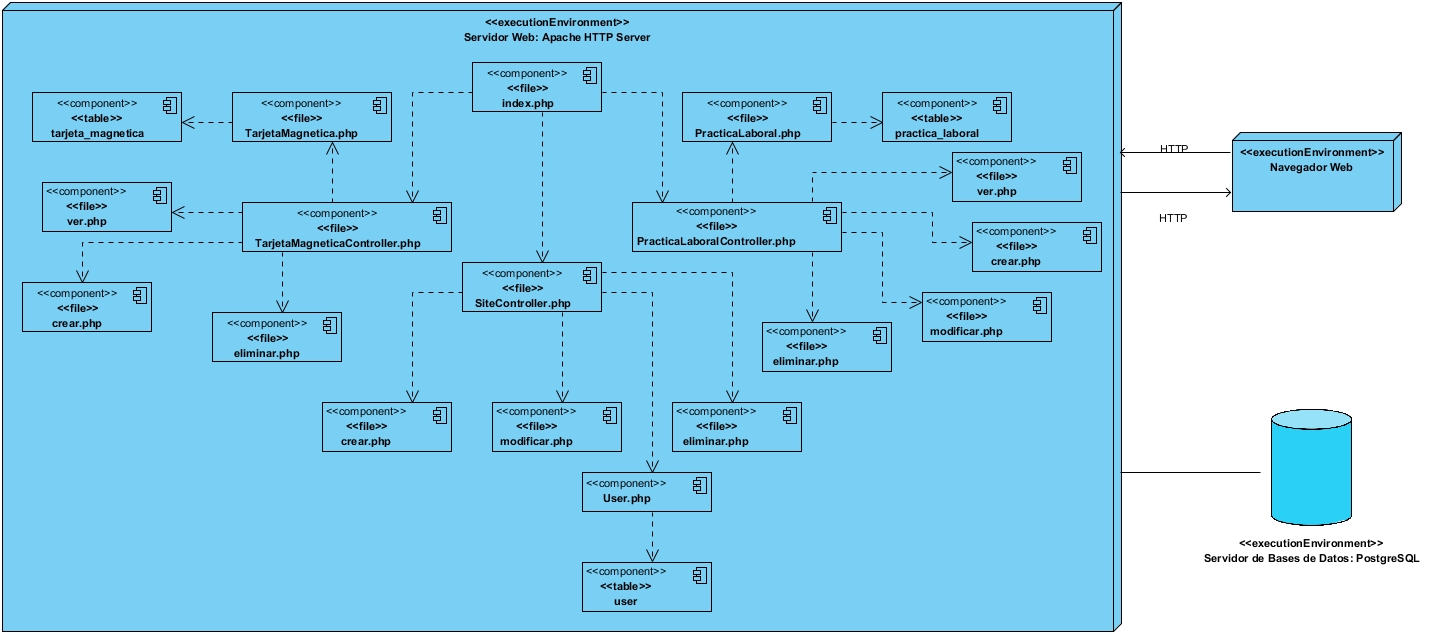 <<executionEnvironment>>
Servidor Web: Apache HTTP Server
<<component>>
<<file>>
index.php
<<component>>
<<table>>
tarjeta_magnetica
<<component>>
<<file>>
TarjetaMagnetica.php
<<component>>
<<file>>
PracticaLaboral.php
<<component>>
<<table>>
practica_laboral
<<component>>
<<file>>
ver.php
<<component>>
<<file>>
ver.php
<<component>>
<<file>>
TarjetaMagneticaController.php
<<component>>
<<file>>
PracticaLaboralController.php
<<component>>
<<file>>
crear.php
<<component>>
<<file>>
SiteController.php
<<component>>
<<file>>
crear.php
<<component>>
<<file>>
eliminar.php
<<component>>
<<file>>
eliminar.php
<<component>>
<<file>>
modificar.php
<<component>>
<<file>>
crear.php
<<component>>
<<file>>
modificar.php
<<component>>
<<file>>
eliminar.php
<<component>>
User.php
<<component>>
<<table>>
user
HTTP
HTTP
<<executionEnvironment>>
Navegador Web
<<executionEnvironment>>
Servidor de Bases de Datos: PostgreSQL